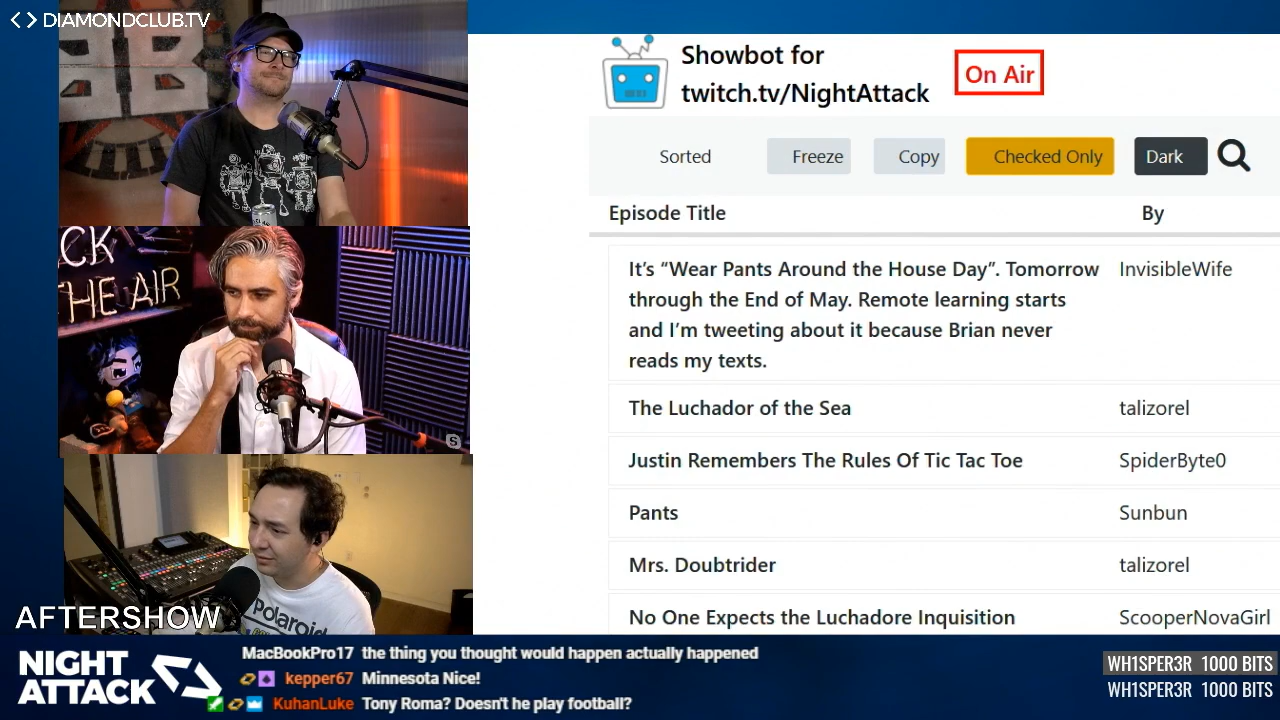 <> DIAMONDCLUB.TV
CK
THE AIR
Polaroid
AFTERSHOW
Showbot for
twitch.tv/NightAttack
On Air
Sorted
Freeze
Copy
Checked Only
Dark
Episode Title
By
It's “Wear Pants Around the House Day”. Tomorrow
through the End of May. Remote learning starts
and I'm tweeting about it because Brian never
reads my texts.
InvisibleWife
The Luchador of the Sea
talizorel
Justin Remembers The Rules Of Tic Tac Toe
SpiderByte0
Pants
Sunbun
Mrs. Doubtrider
talizorel
No One Expects the Luchadore Inquisition
ScooperNovaGirl
NIGHT
ATTACK
MacBookPro17 the thing you thought would happen actually happened
kepper67 Minnesota Nice!
KuhanLuke Tony Roma? Doesn't he play football?
WH1SPER3R 1000 BITS
WH1SPER3R 1000 BITS